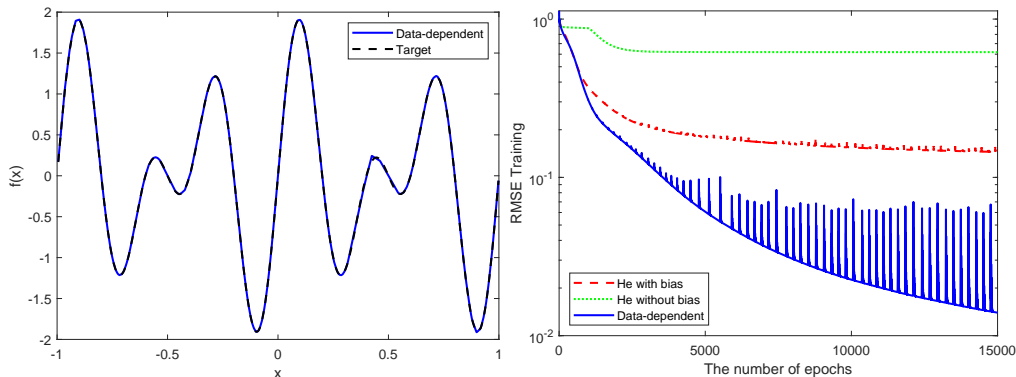 2
1.5
1
0.5
0
-0.5
-1
-1.5
-2
f(x)
-1
-0.5
0
0.5
1
x
Data-dependent
Target
10^0
10^-1
10^-2
RMSE Training
0
5000
10000
15000
The number of epochs
He with bias
He without bias
Data-dependent